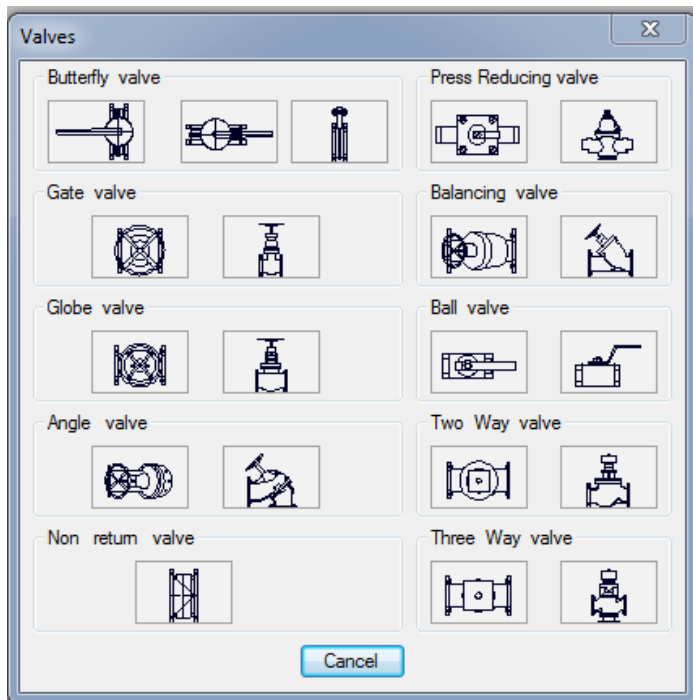 Valves
Butterfly valve
Press Reducing valve
Gate valve
Balancing valve
Globe valve
Ball valve
Angle valve
Two Way valve
Non return valve
Three Way valve
Cancel